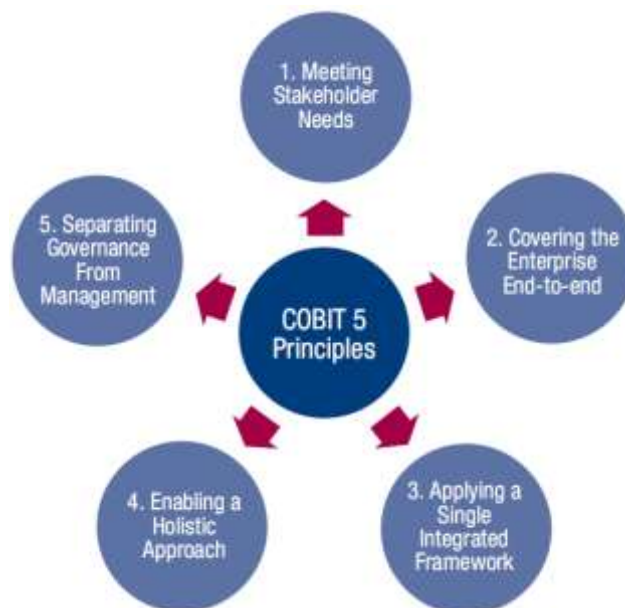 1. Meeting
Stakeholder
Needs
5. Separating
Governance
From
Management
2. Covering the
Enterprise
End-to-end
COBIT 5
Principles
4. Enabling a
Holistic
Approach
3. Applying a
Single
Integrated
Framework